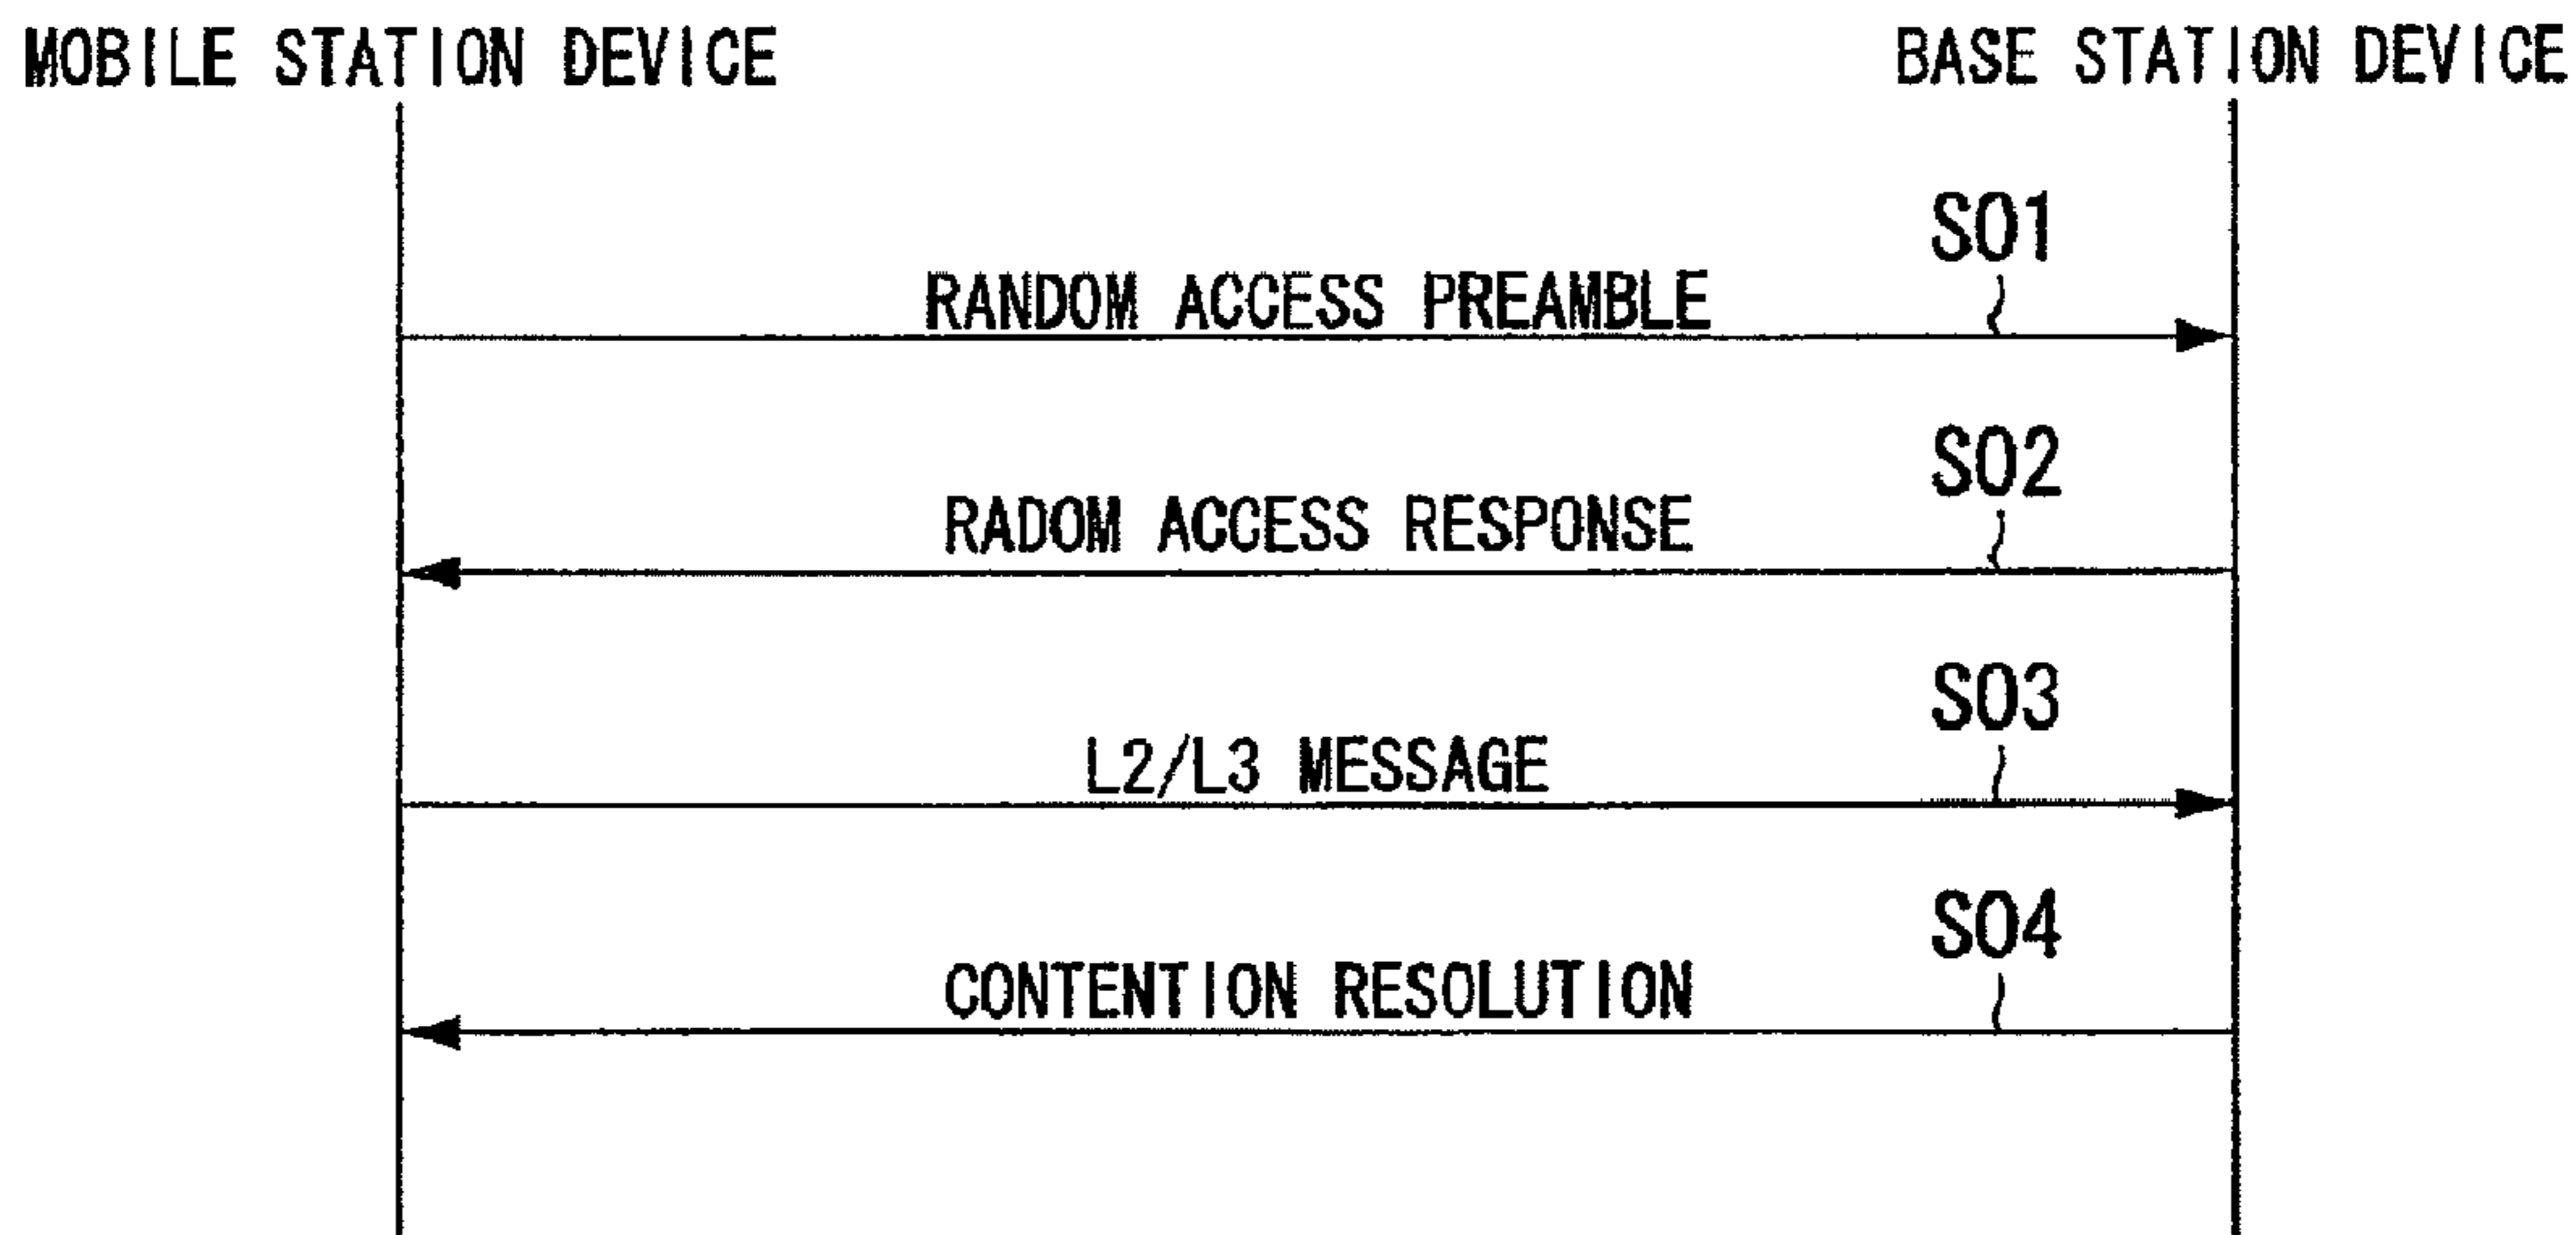 MOBILE STATION DEVICE
BASE STATION DEVICE
S01
RANDOM ACCESS PREAMBLE
S02
RADOM ACCESS RESPONSE
S03
L2/L3 MESSAGE
S04
CONTENTION RESOLUTION